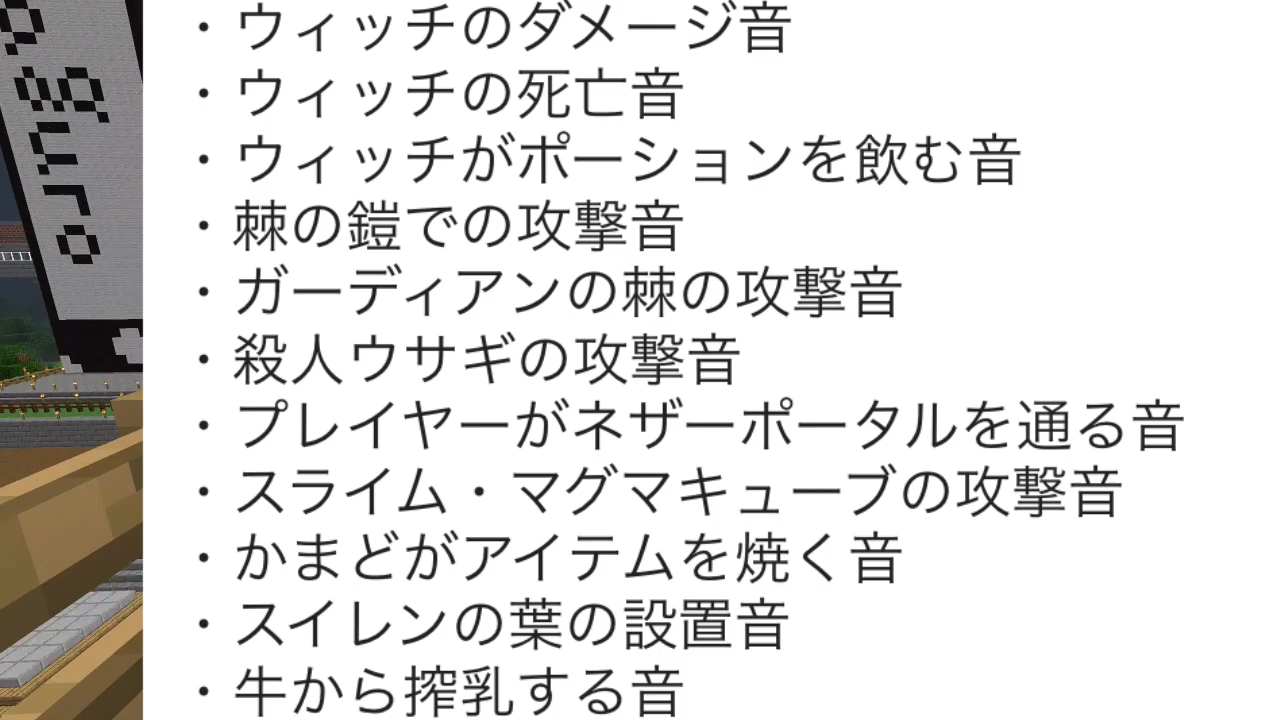 guro
・ウィッチのダメージ音
・ウィッチの死亡音
・ウィッチがポーションを飲む音
・棘の鎧での攻撃音
・ガーディアンの棘の攻撃音
・殺人ウサギの攻撃音
・プレイヤーがネザーポータルを通る音
・スライム・マグマキューブの攻撃音
・かまどがアイテムを焼く音
・スイレンの葉の設置音
・牛から搾乳する音